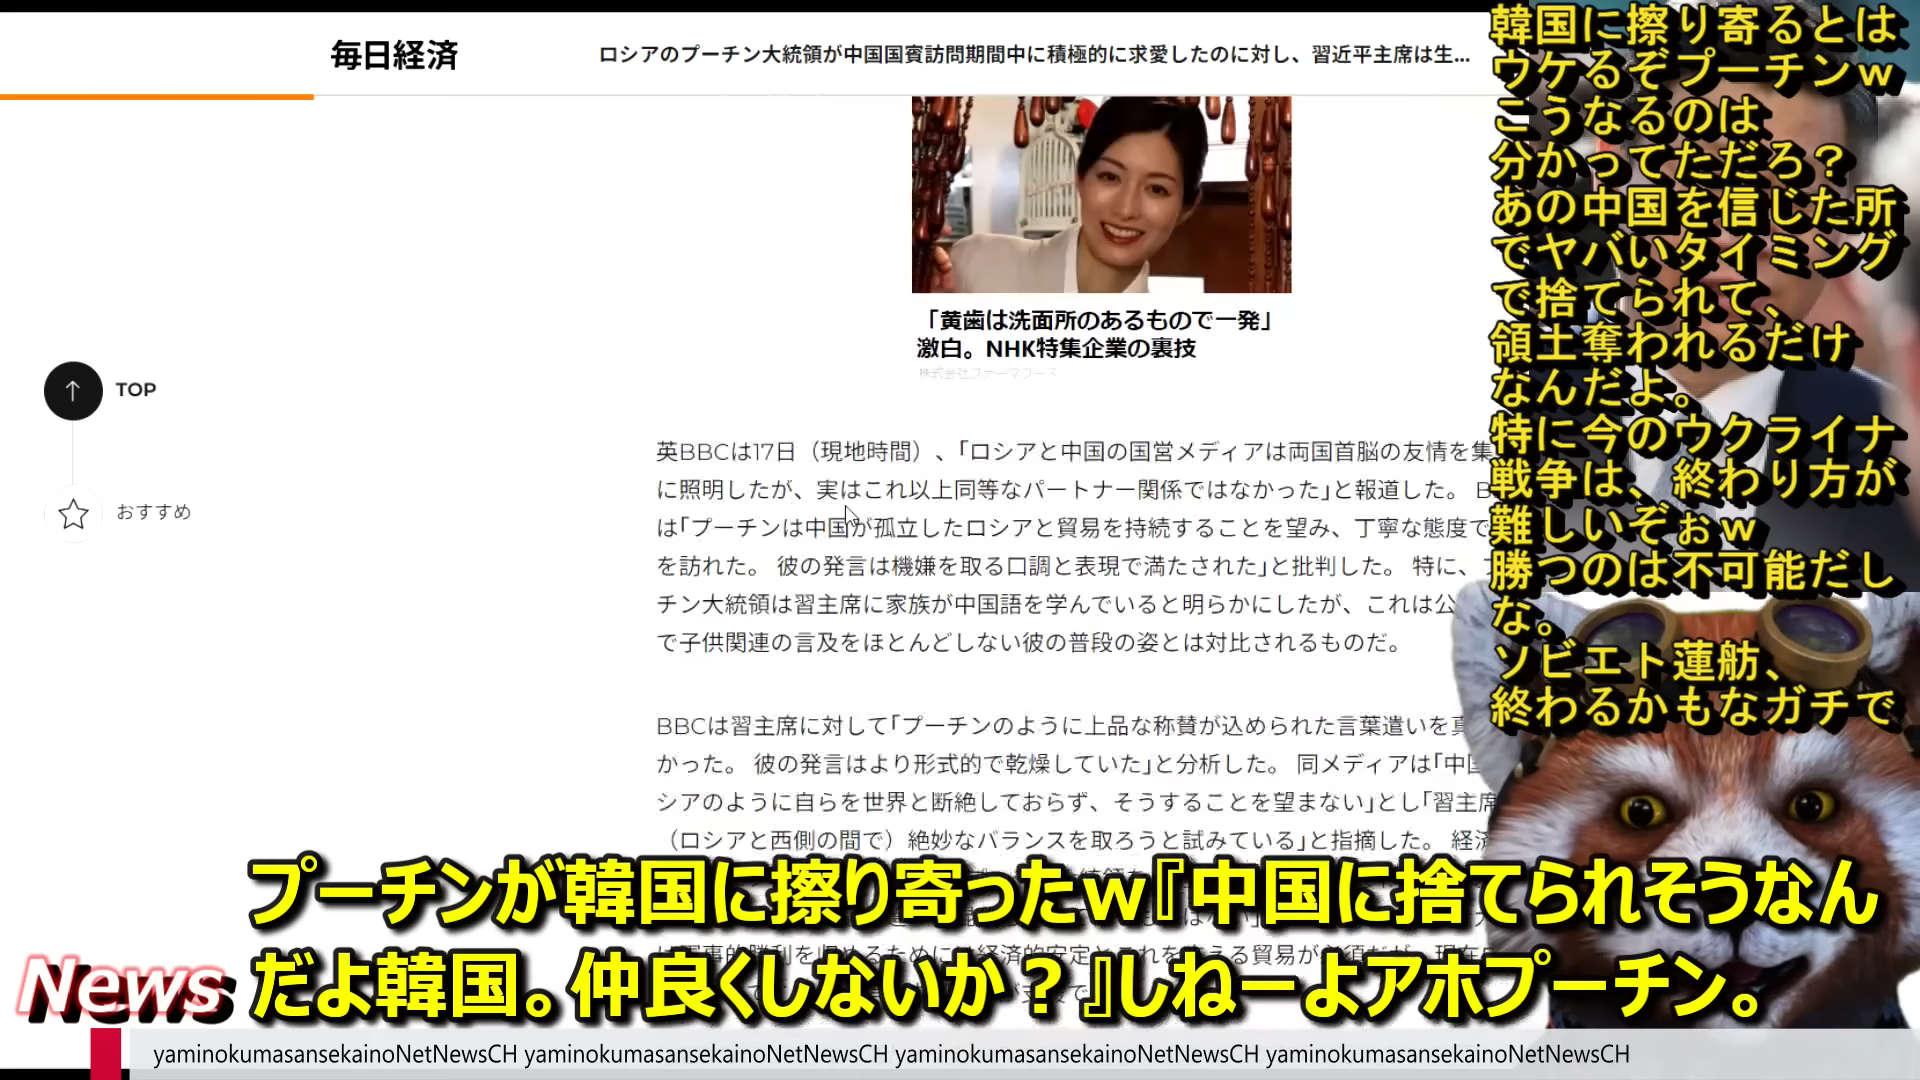 毎日経済
ロシアのプーチン大統領が中国国賓訪問期間中に積極的に求愛したのに対し、習近平主席は生...
「黄歯は洗面所のあるもので一発」
激白。NHK特集企業の裏技
株式会社ファーマフーズ
TOP
おすすめ
英BBCは17日（現地時間）、「ロシアと中国の国営メディアは両国首脳の友情を集
に照明したが、実はこれ以上同等なパートナー関係ではなかった」と報道した。 B
は「プーチンは中国が孤立したロシアと貿易を持続することを望み、丁寧な態度で
を訪れた。 彼の発言は機嫌を取る口調と表現で満たされた」と批判した。 特に、
チン大統領は習主席に家族が中国語を学んでいると明らかにしたが、これは公
で子供関連の言及をほとんどしない彼の普段の姿とは対比されるものだ。
BBCは習主席に対して「プーチンのように上品な称賛が込められた言葉遣いを真
かった。 彼の発言はより形式的で乾燥していた」と分析した。 同メディアは「中国
シアのように自らを世界と断絶しておらず、そうすることを望まない」とし「習主席
（ロシアと西側の間で）絶妙なバランスを取ろうと試みている」と指摘した。 経済
韓国に擦り寄るとは
ウケるぞプーチンｗ
こうなるのは
分かってただろ？
あの中国を信じた所
でヤバいタイミング
で捨てられて、
領土奪われるだけ
なんだよ。
特に今のウクライナ
戦争は、終わり方が
難しいぞぉｗ
勝つのは不可能だし
な。
ソビエト蓮舫、
終わるかもなガチで
プーチンが韓国に擦り寄ったｗ『中国に捨てられそうなん
だよ韓国。仲良くしないか？』しねーよアホプーチン。
News
yaminokumasansekainoNetNewsCH yaminokumasansekainoNetNewsCH yaminokumasansekainoNetNewsCH yaminokumasansekainoNetNewsCH